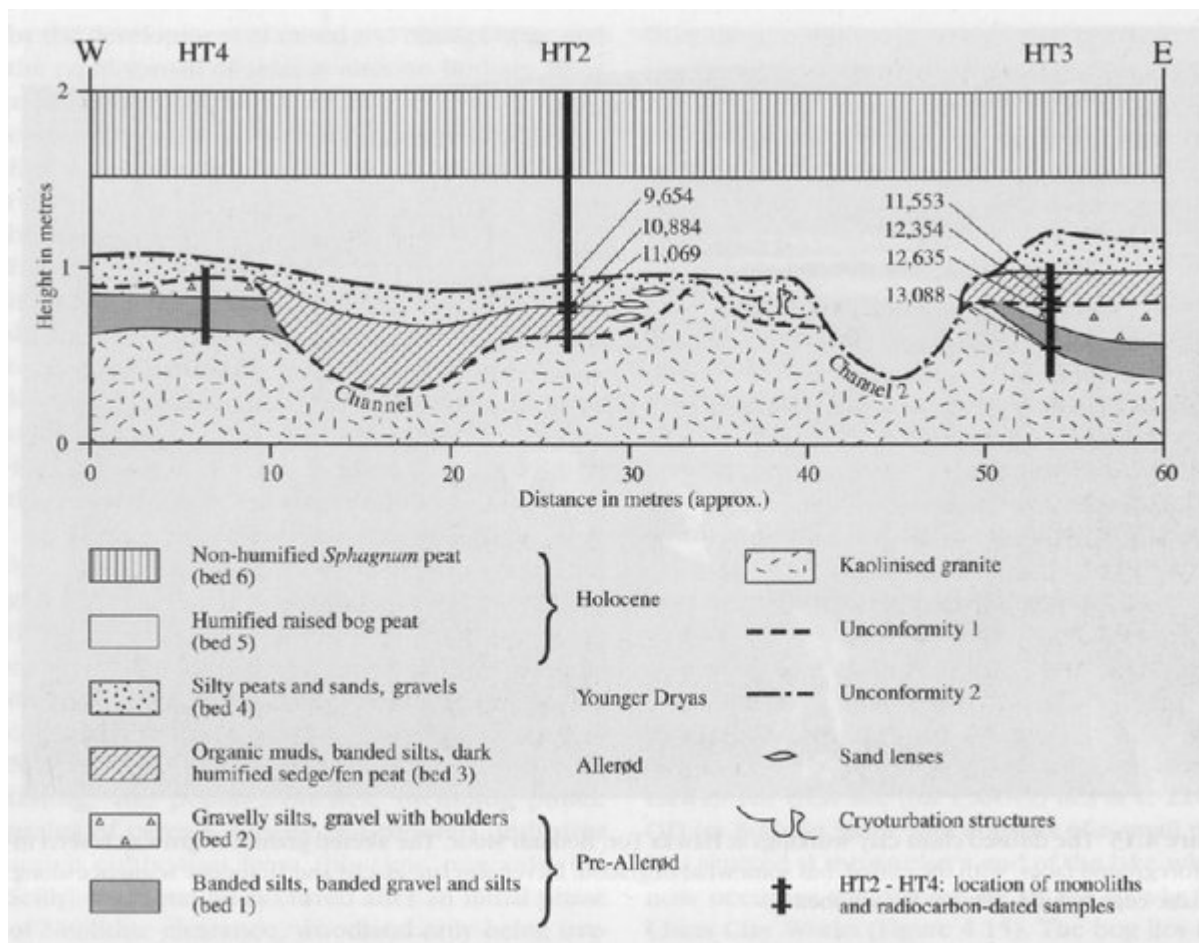 W HT4 HT2 HT3 E
2
1
0
Height in metres
9,654
10,884
11,069
11,553
12,354
12,635
13,088
Channel 1
Channel 2
0 10 20 30 40 50 60
Distance in metres (approx.)
Non-humified Sphagnum peat
(bed 6)
Humified raised bog peat
(bed 5)
Holocene
Silty peats and sands, gravels
(bed 4)
Younger Dryas
Organic muds, banded silts, dark
humified sedge/fen peat (bed 3)
Allerød
Gravelly silts, gravel with boulders
(bed 2)
Banded silts, banded gravel and silts
(bed 1)
Pre-Allerød
Kaolinised granite
Unconformity 1
Unconformity 2
Sand lenses
Cryoturbation structures
HT2 - HT4: location of monoliths
and radiocarbon-dated samples